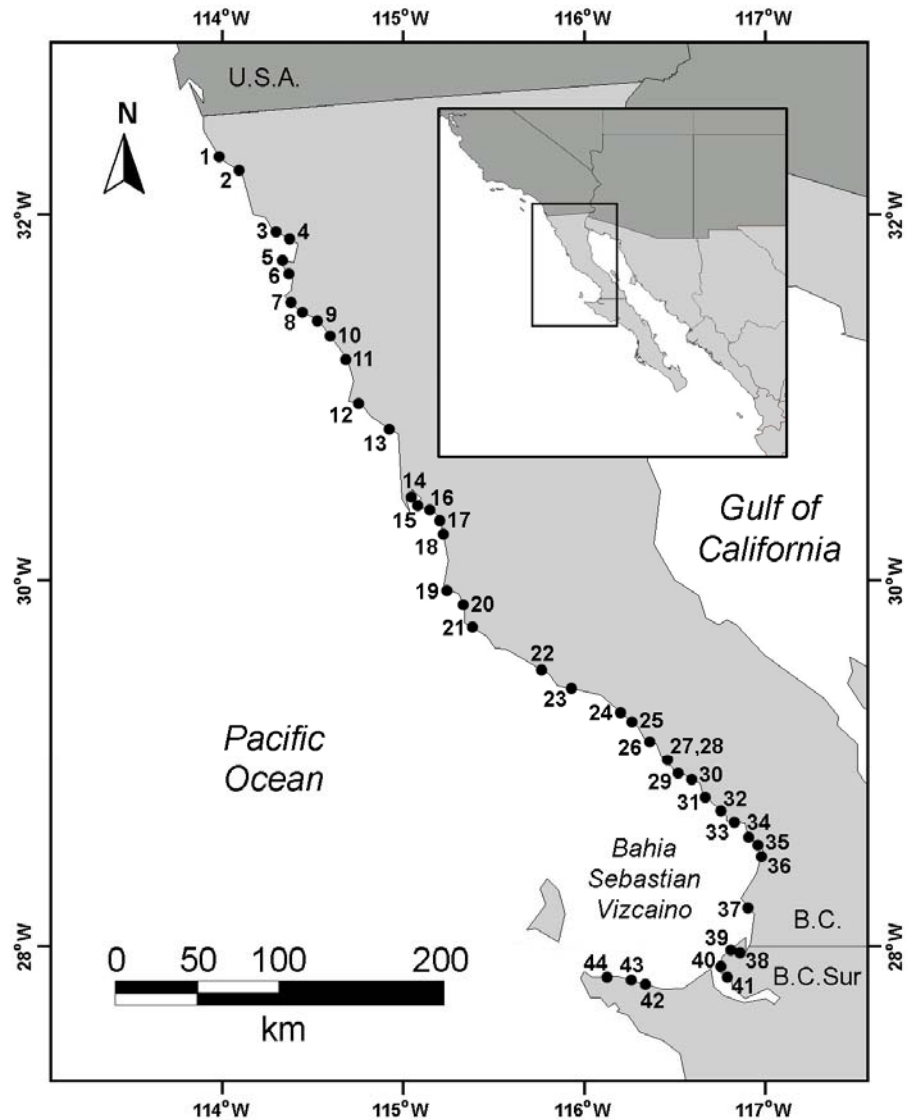 114°W 115°W 116°W 117°W
U.S.A.
N
1
2
32°W 32°W
3 4
5
6
7
8 9
10
11
12
13
14
15 16
17
18
Gulf of
California
30°W 30°W
19 20
21
22
23
24 25
26 27,28
29 30
31 32
33 34
35
36
Pacific
Ocean
Bahia
Sebastian
Vizcaino
37
B.C.
28°W 28°W
39
38
40
41
B.C.Sur
44 43
42
0 50 100 200
km
114°W 115°W 116°W 117°W